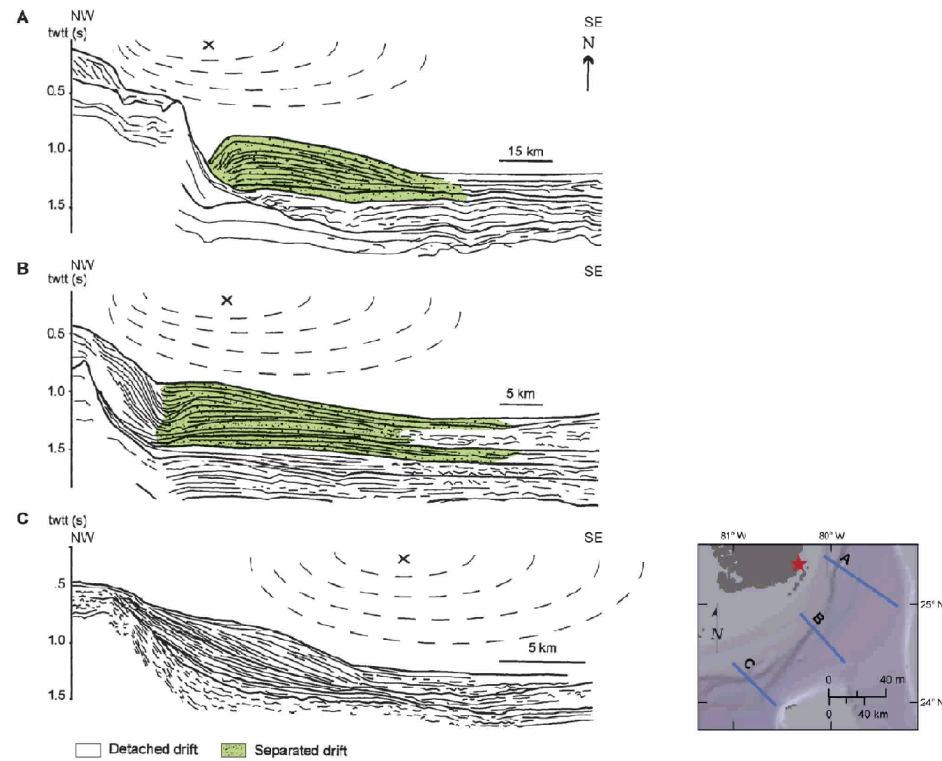 A
NW
SE
twtt (s)
N
0.5
1.0
15 km
1.5
B
NW
SE
twtt (s)
0.5
1.0
5 km
1.5
C
twtt (s)
NW
SE
.5
1.0
5 km
1.5
81° W 80° W
A
25° N
B
N
C
0 40 m
0 40 km
24° N
Detached drift Separated drift